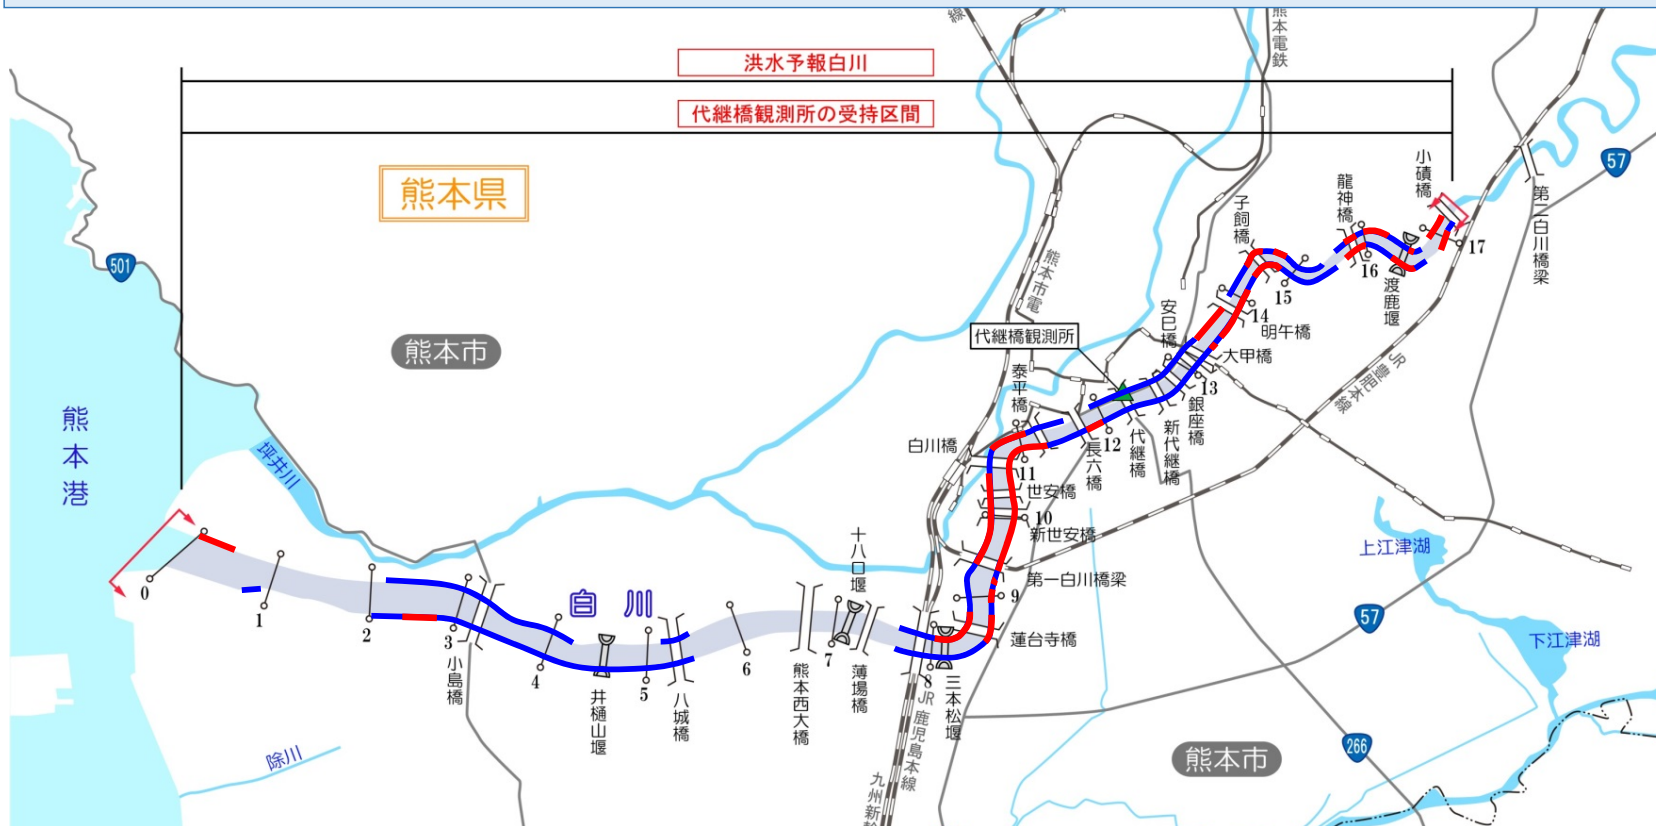 洪水予報白川
代継橋観測所の受持区間
熊本県
熊本電鉄
線
小磧橋
57
龍神橋
第二白川橋梁
子飼橋
17
501
熊本市電
16
渡鹿堰
15
安巳橋
14
明午橋
熊本市
代継橋観測所
大甲橋
JR豊肥本線
泰平橋
13
銀座橋
熊本港
坪井川
白川橋
12
代継橋
新代継橋
長六橋
11
世安橋
10
新世安橋
十八口堰
上江津湖
0
1
白川
第一白川橋梁
9
57
2
3
蓮台寺橋
下江津湖
小島橋
4
井樋山堰
5
八城橋
6
熊本西大橋
7
薄場橋
8
三本松堰
JR鹿児島本線
除川
熊本市
266
九州新幹